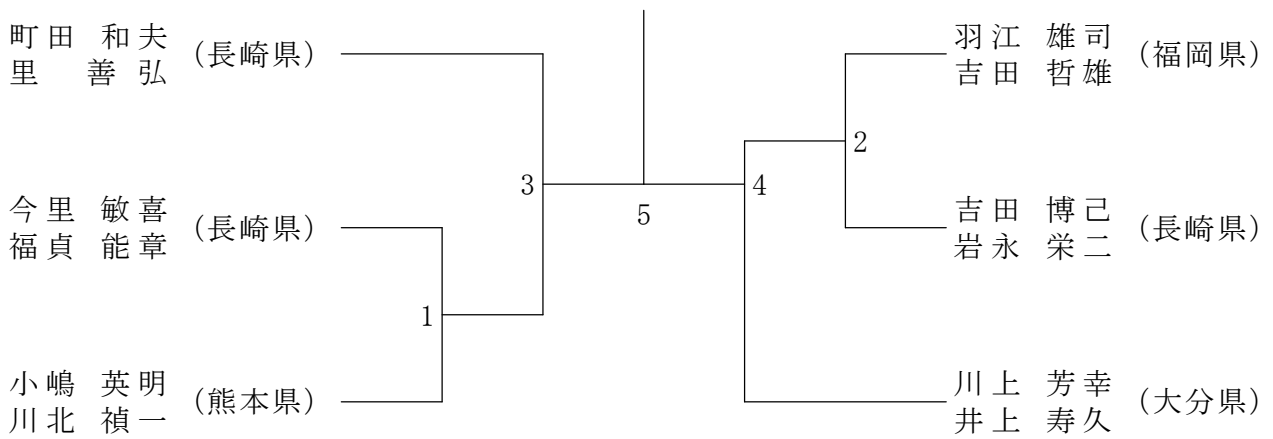 町田 和夫
里 善弘
(長崎県)
3
今里 敏喜
福貞 能章
(長崎県)
1
小嶋 英明
川北 禎一
(熊本県)
5
羽江 雄司
吉田 哲雄
(福岡県)
2
4
吉田 博己
岩永 栄二
(長崎県)
川上 芳幸
井上 寿久
(大分県)